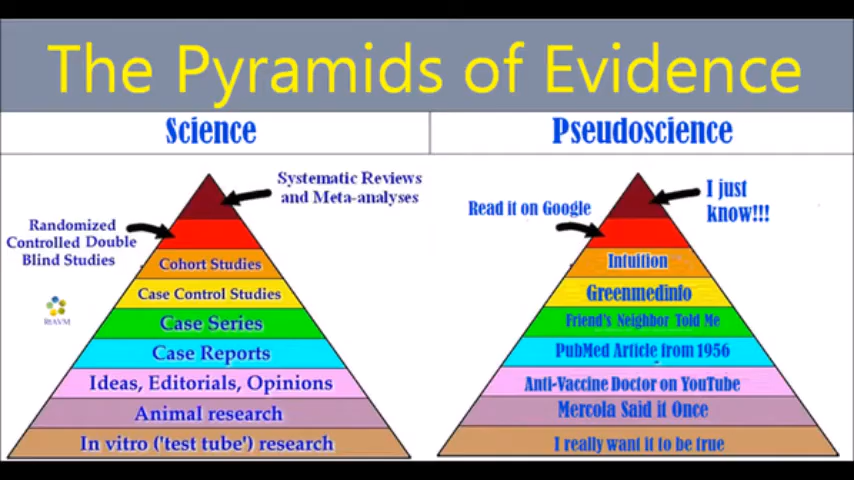 The Pyramids of Evidence
Science
Systematic Reviews
and Meta-analyses
Randomized
Controlled Double
Blind Studies
Cohort Studies
Case Control Studies
Case Series
Case Reports
Ideas, Editorials, Opinions
Animal research
In vitro ('test tube') research
RtAVM
Pseudoscience
I just
know!!!
Read it on Google
Intuition
Greenmedinfo
Friend's Neighbor Told Me
PubMed Article from 1956
Anti-Vaccine Doctor on YouTube
Mercola Said it Once
I really want it to be true